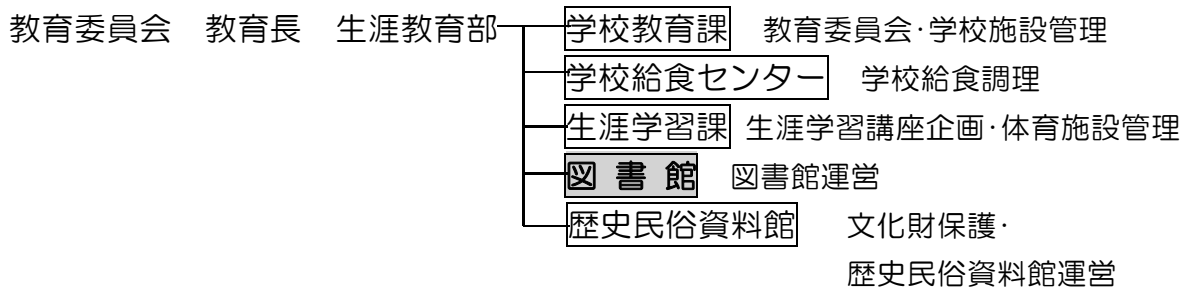 教育委員会　教育長　生涯教育部　学校教育課　教育委員会・学校施設管理
学校給食センター　学校給食調理
生涯学習課　生涯学習講座企画・体育施設管理
図 書 館　図書館運営
歴史民俗資料館　文化財保護・
歴史民俗資料館運営